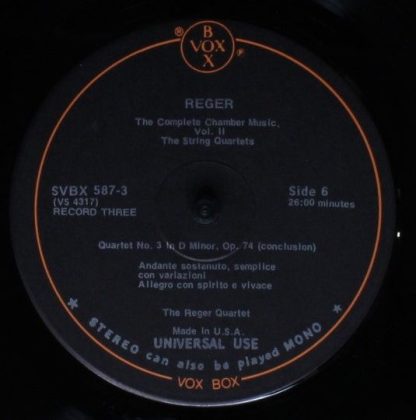 B
VOX
X
®
℗
REGER
The Complete Chamber Music,
Vol. II
The String Quartets
SVBX 587-3
(VS 4317)
RECORD THREE
Side 6
26:00 minutes
Quartet No. 3 in D Minor, Op. 74 (conclusion)
Andante sostenuto, semplice
con variazioni
Allegro con spirito e vivace
The Reger Quartet
Made in U.S.A.
UNIVERSAL USE
★ STEREO can also be played MONO ★
VOX BOX